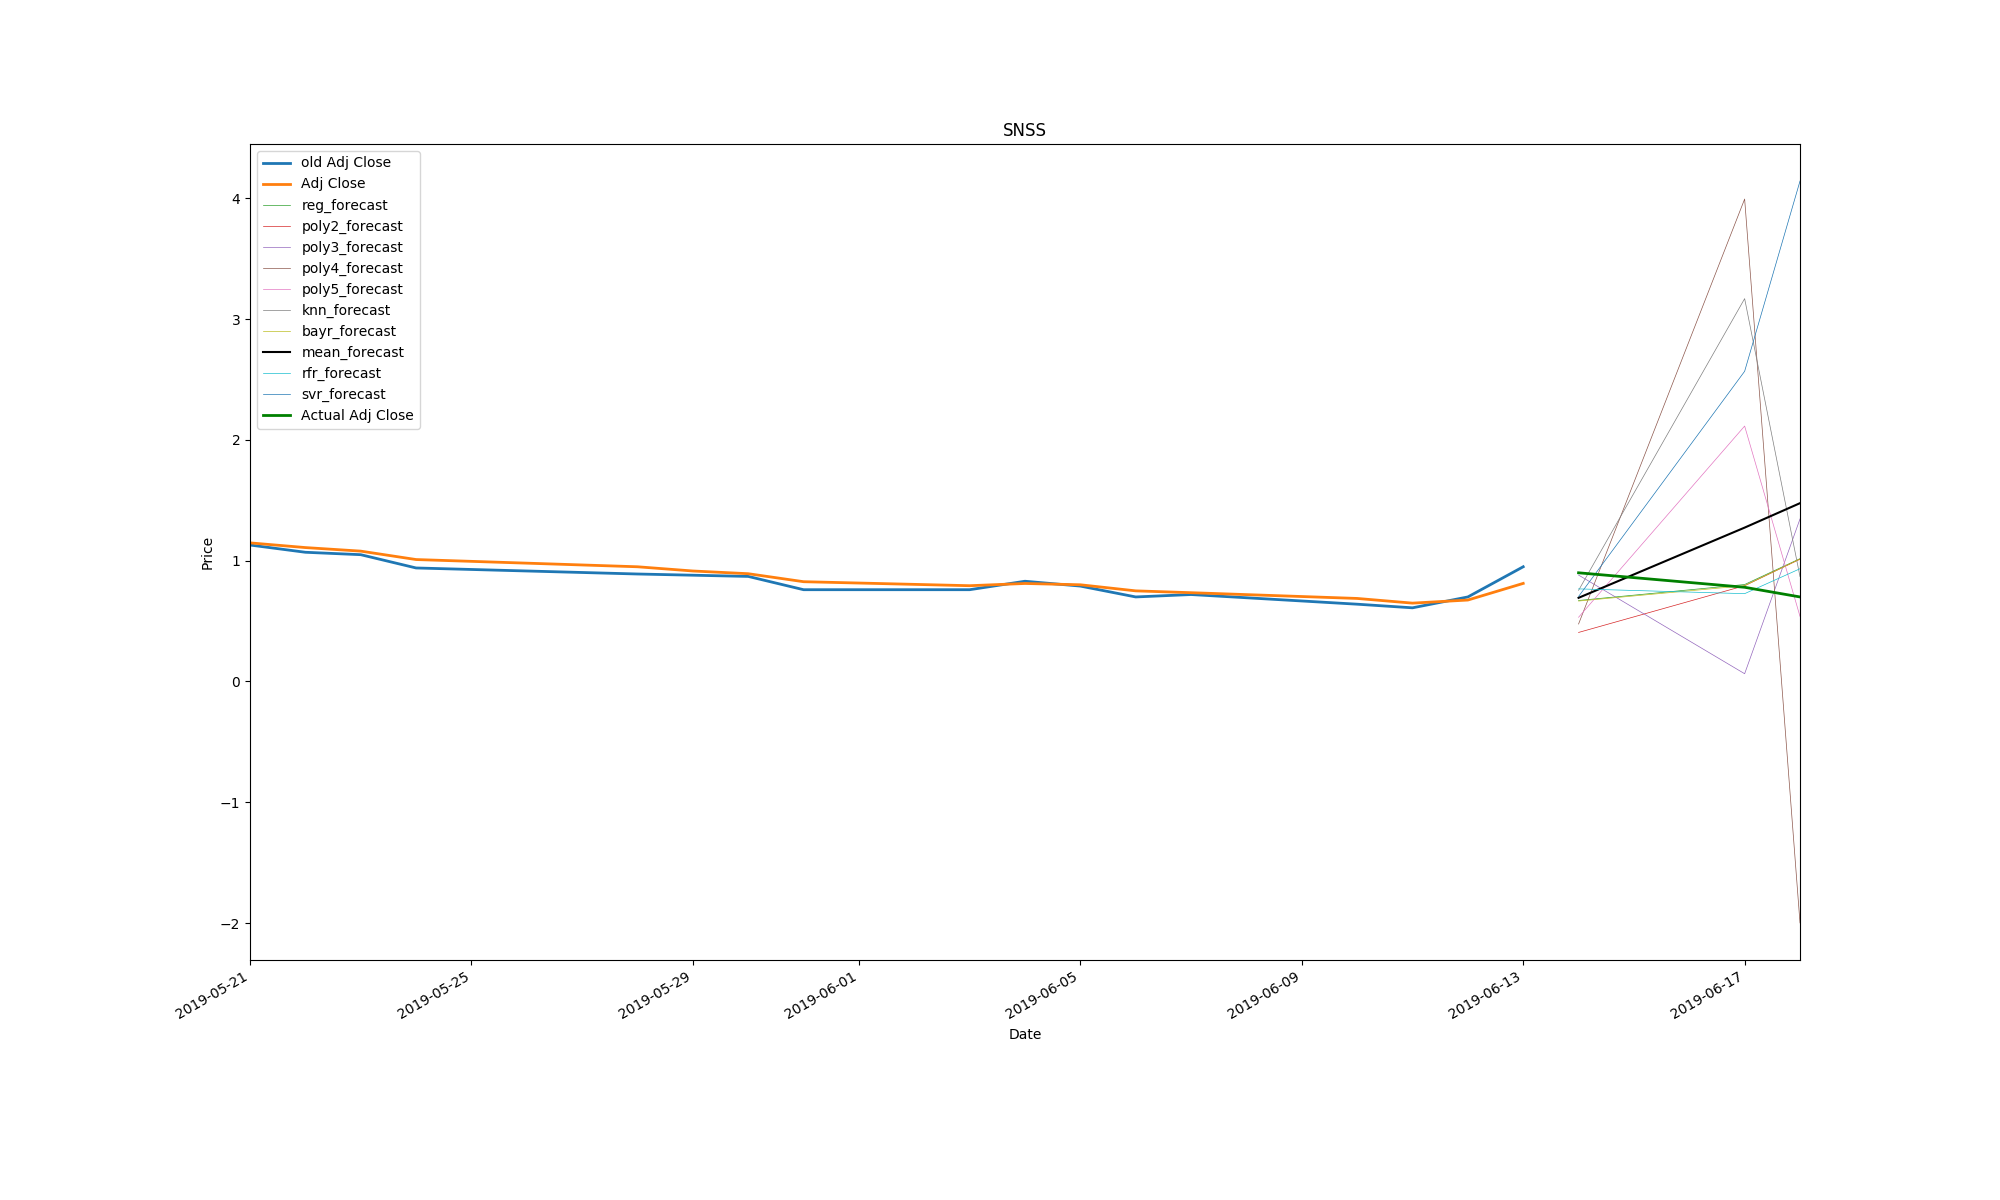 SNSS
old Adj Close
Adj Close
reg_forecast
poly2_forecast
poly3_forecast
poly4_forecast
poly5_forecast
knn_forecast
bayr_forecast
mean_forecast
rfr_forecast
svr_forecast
Actual Adj Close
4
3
2
1
0
−1
−2
Price
2019-05-21
2019-05-25
2019-05-29
2019-06-01
2019-06-05
2019-06-09
2019-06-13
2019-06-17
Date